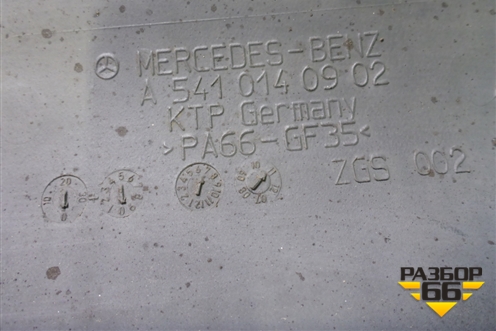 MERCEDES-BENZ
A 541 014 09 02
KTP Germany
>PA66-GF35<
ZGS 002
РАЗБОР
66